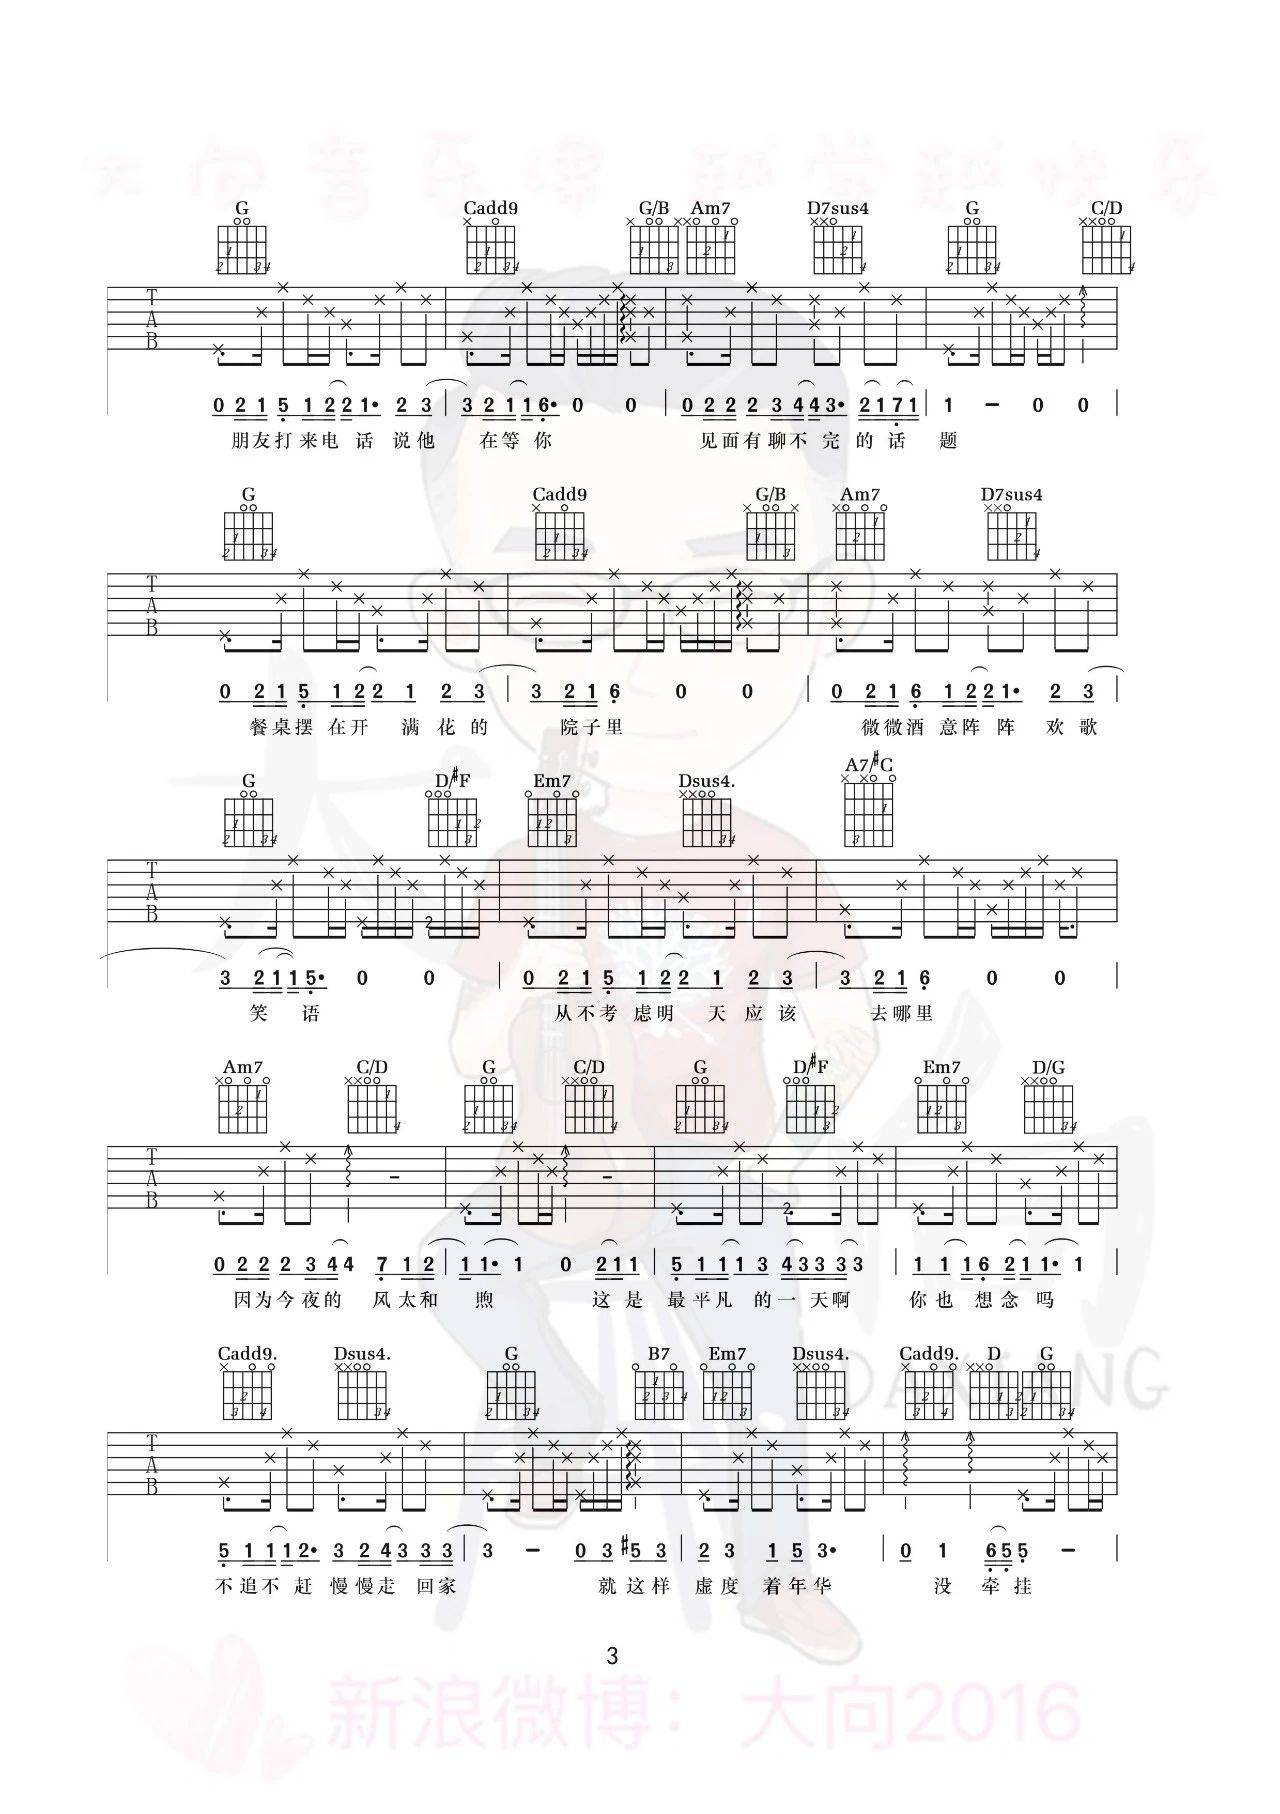 大向音乐课 越学越快乐
G Cadd9 G/B Am7 D7sus4 G C/D
0 2 1 5 1 2 2 1• 2 3 | 3 2 1 1 6• 0 0 | 0 2 2 2 3 4 4 3• 2 1 7 1 | 1 – 0 0 |
朋友打来电话说他 在等你 见面有聊不完的话题
G Cadd9 G/B Am7 D7sus4
0 2 1 5 1 2 2 1 2 3 | 3 2 1 6 0 0 | 0 2 1 6 1 2 2 1• 2 3 |
餐桌摆在开满花的 院子里 微微酒意阵阵欢歌
G D/#F Em7 Dsus4. A7/#C
3 2 1 1 5• 0 0 | 0 2 1 5 1 2 2 1 2 3 | 3 2 1 6 0 0 |
笑语 从不考虑明天应该 去哪里
Am7 C/D G C/D G D/#F Em7 D/G
0 2 2 2 3 4 4 7 1 2 | 1 1• 1 0 2 1 1 | 5 1 1 1 3 4 3 3 3 3 | 1 1 1 6 2 1 1• 1 |
因为今夜的 风太和煦 这是 最平凡的一天啊 你也想念吗
Cadd9. Dsus4. G B7 Em7 Dsus4. Cadd9. D G
5 1 1 1 2• 3 2 4 3 3 3 | 3 – 0 3 #5 3 | 2 3 1 5 3• | 0 1 6 5 5 – |
不追不赶 慢慢走回家 就这样 虚度着年华 没牵挂
DAXIANG
3
新浪微博：大向2016